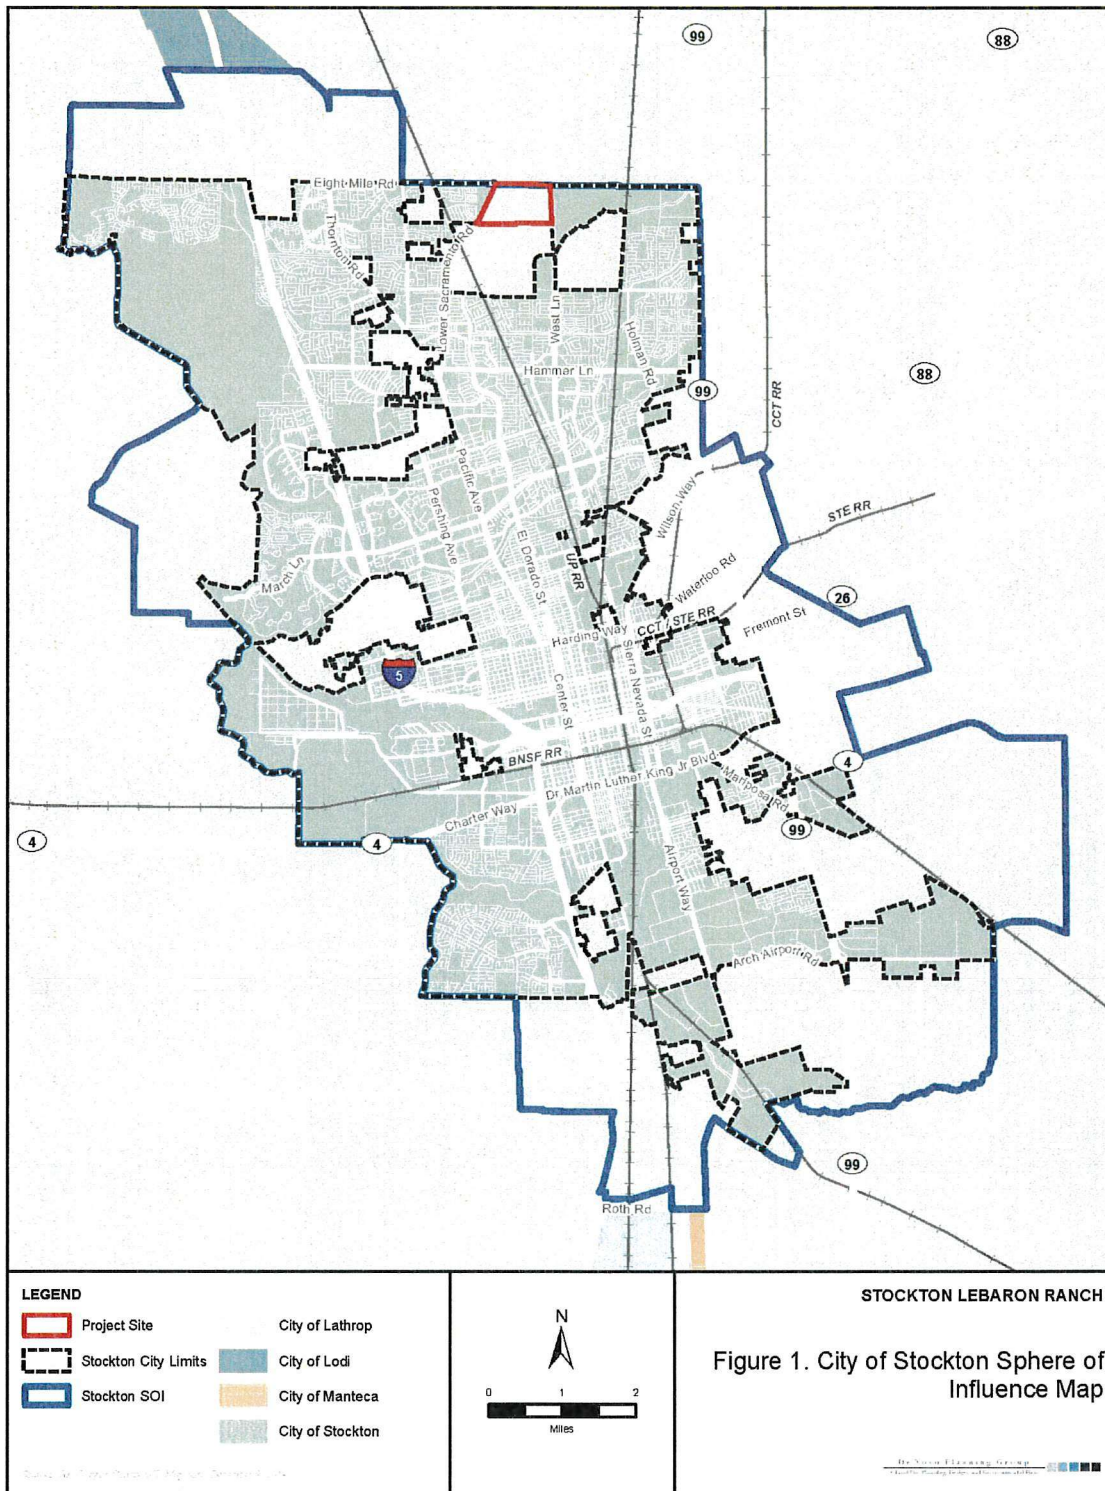 99
88
Eight Mile Rd
Thornton Rd
Lower Sacramento Rd
West Ln
Holman Rd
Hammer Ln
88
99
CCT RR
Pacific Ave
Pershing Ave
Wilson Way
STE RR
El Dorado St
UP RR
March Ln
Waterloo Rd
26
Harding Way
CCT / STE RR
Fremont St
5
Sierra Nevada St
Center St
BNSF RR
Dr Martin Luther King Jr Blvd
4
Mariposa Rd
Charter Way
99
4
4
Airport Way
Arch Airport Rd
99
Roth Rd
LEGEND
Project Site
Stockton City Limits
Stockton SOI
City of Lathrop
City of Lodi
City of Manteca
City of Stockton
N
0 1 2
Miles
STOCKTON LEBARON RANCH
Figure 1. City of Stockton Sphere of
Influence Map
De Novo Planning Group